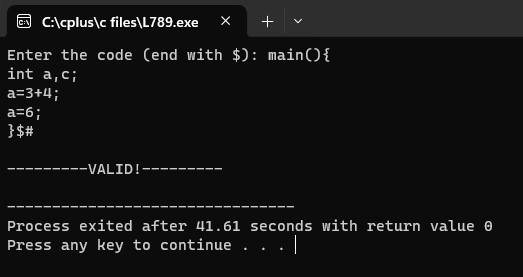 C:\cplus\c files\L789.exe
Enter the code (end with $): main(){
int a,c;
a=3+4;
a=6;
}$#
---------VALID!---------
--------------------------------
Process exited after 41.61 seconds with return value 0
Press any key to continue . . .